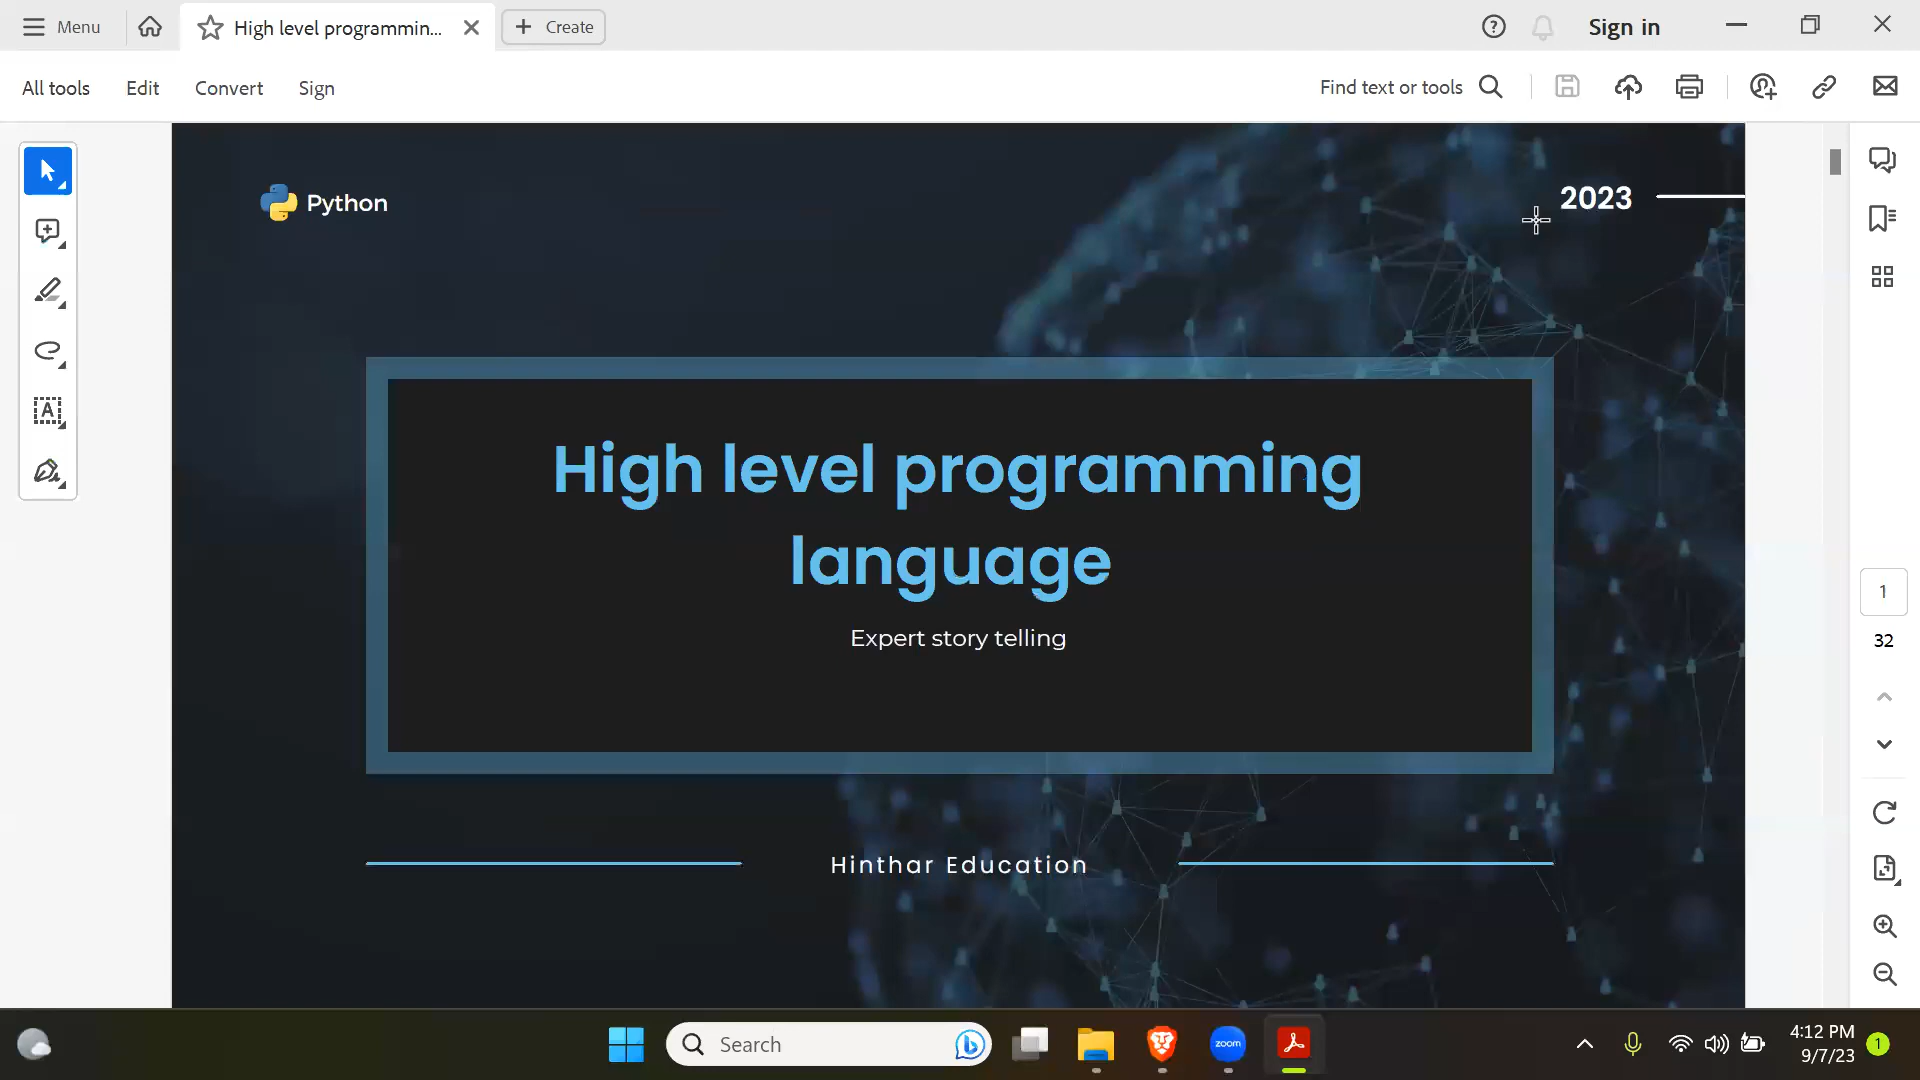 Menu
High level programmin...
Create
Sign in
All tools
Edit
Convert
Sign
Find text or tools
Python
2023
High level programming
language
Expert story telling
Hinthar Education
1
32
Search
zoom
4:12 PM
9/7/23
1